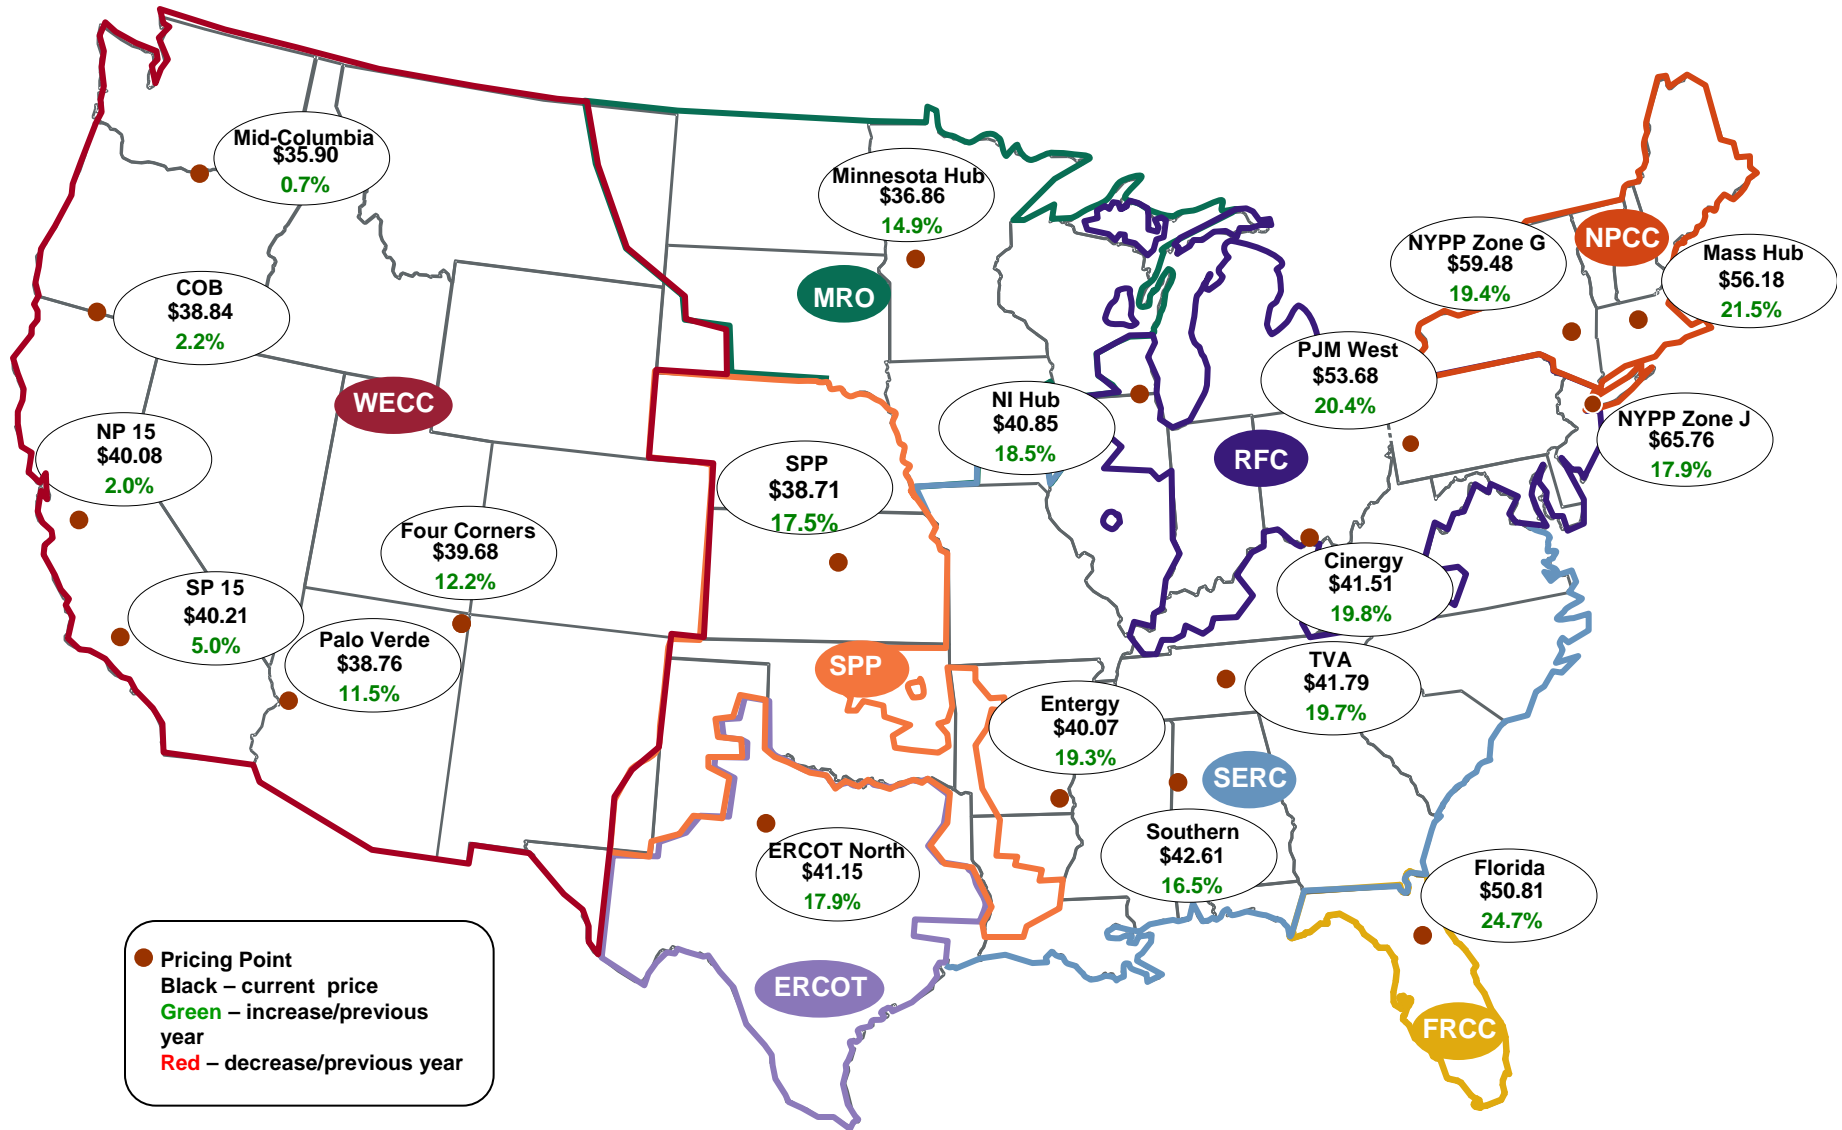 Mid-Columbia
$35.90
0.7%
Minnesota Hub
$36.86
14.9%
NYPP Zone G
$59.48
19.4%
NPCC
Mass Hub
$56.18
21.5%
COB
$38.84
2.2%
MRO
PJM West
$53.68
20.4%
WECC
NI Hub
$40.85
18.5%
NYPP Zone J
$65.76
17.9%
NP 15
$40.08
2.0%
SPP
$38.71
17.5%
RFC
Four Corners
$39.68
12.2%
Cinergy
$41.51
19.8%
SP 15
$40.21
5.0%
Palo Verde
$38.76
11.5%
SPP
TVA
$41.79
19.7%
Entergy
$40.07
19.3%
SERC
Southern
$42.61
16.5%
ERCOT North
$41.15
17.9%
Florida
$50.81
24.7%
ERCOT
FRCC
Pricing Point
Black – current price
Green – increase/previous
year
Red – decrease/previous year